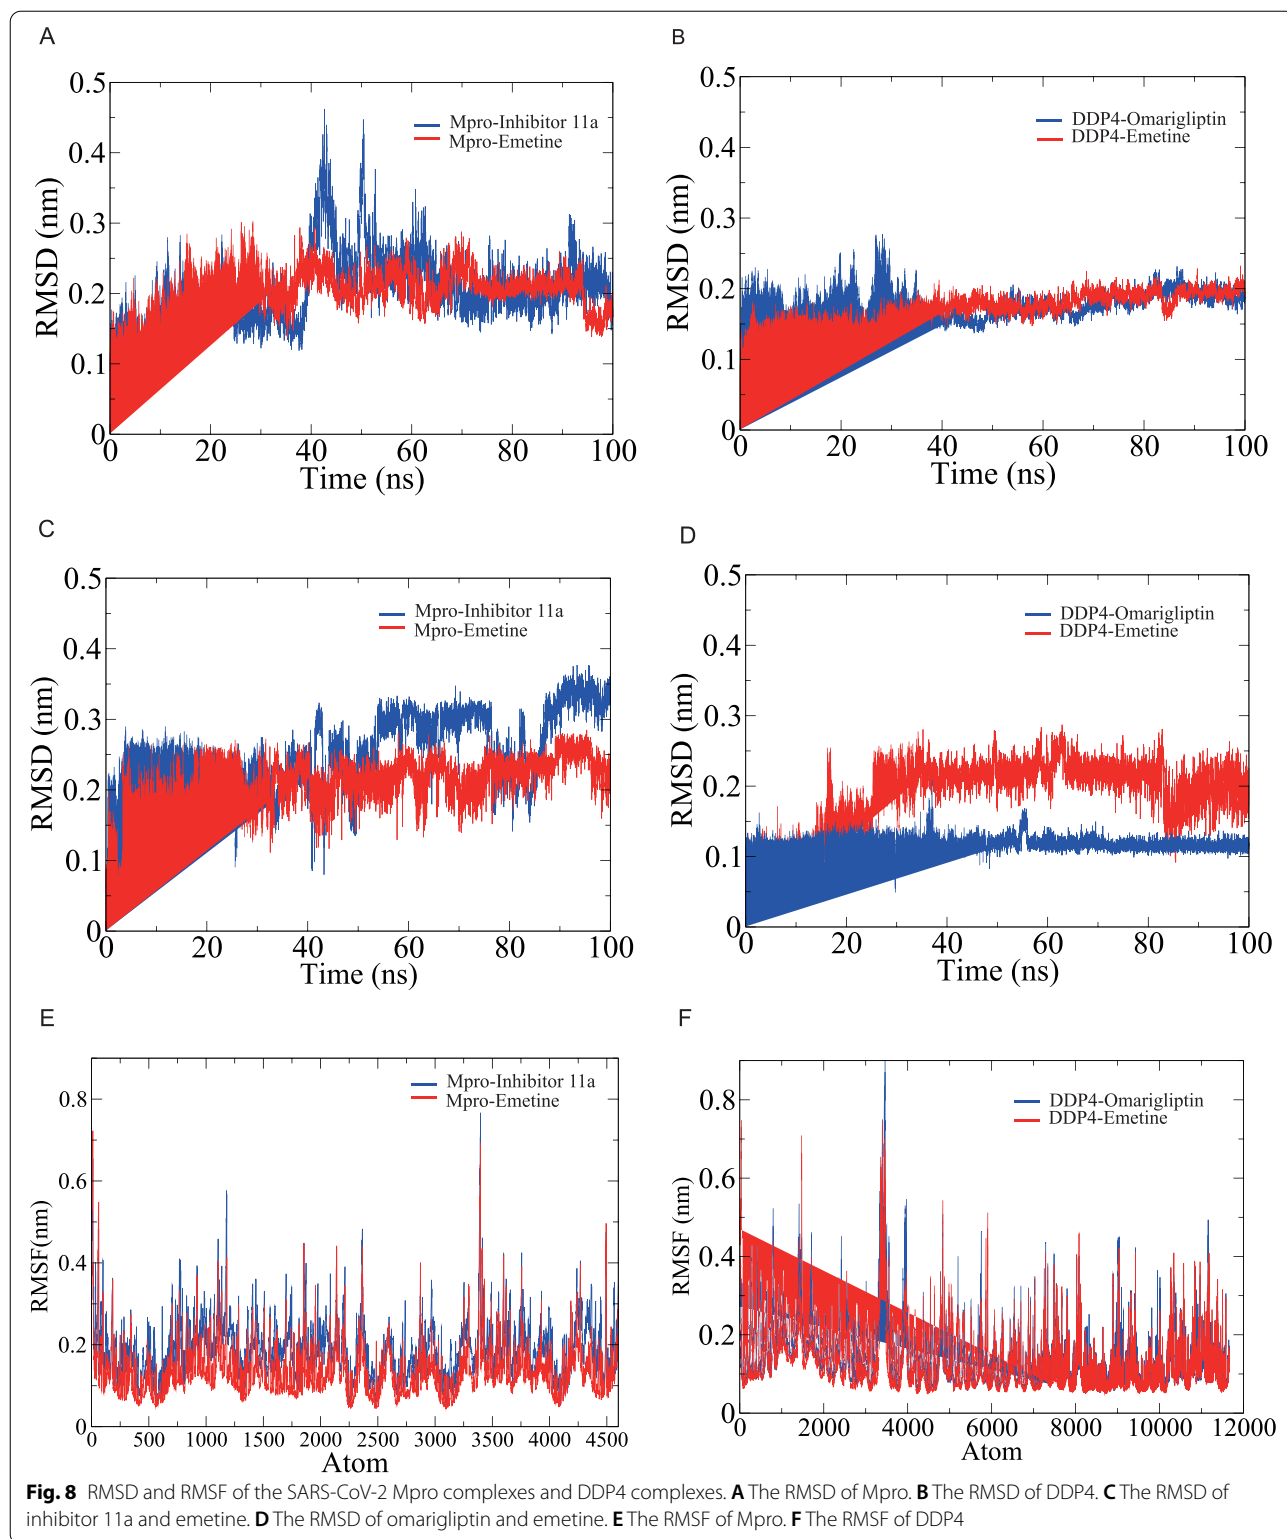 A
RMSD (nm)
0.5
0.4
0.3
0.2
0.1
0
Mpro-Inhibitor 11a
Mpro-Emetine
0 20 40 60 80 100
Time (ns)
B
RMSD (nm)
0.5
0.4
0.3
0.2
0.1
0
DDP4-Omarigliptin
DDP4-Emetine
0 20 40 60 80 100
Time (ns)
C
RMSD (nm)
0.5
0.4
0.3
0.2
0.1
0
Mpro-Inhibitor 11a
Mpro-Emetine
0 20 40 60 80 100
Time (ns)
D
RMSD (nm)
0.5
0.4
0.3
0.2
0.1
0
DDP4-Omarigliptin
DDP4-Emetine
0 20 40 60 80 100
Time (ns)
E
RMSF(nm)
0.8
0.6
0.4
0.2
0
Mpro-Inhibitor 11a
Mpro-Emetine
0 500 1000 1500 2000 2500 3000 3500 4000 4500
Atom
F
RMSF (nm)
0.8
0.6
0.4
0.2
0
DDP4-Omarigliptin
DDP4-Emetine
0 2000 4000 6000 8000 10000 12000
Atom
Fig. 8 RMSD and RMSF of the SARS-CoV-2 Mpro complexes and DDP4 complexes. A The RMSD of Mpro. B The RMSD of DDP4. C The RMSD of
inhibitor 11a and emetine. D The RMSD of omarigliptin and emetine. E The RMSF of Mpro. F The RMSF of DDP4